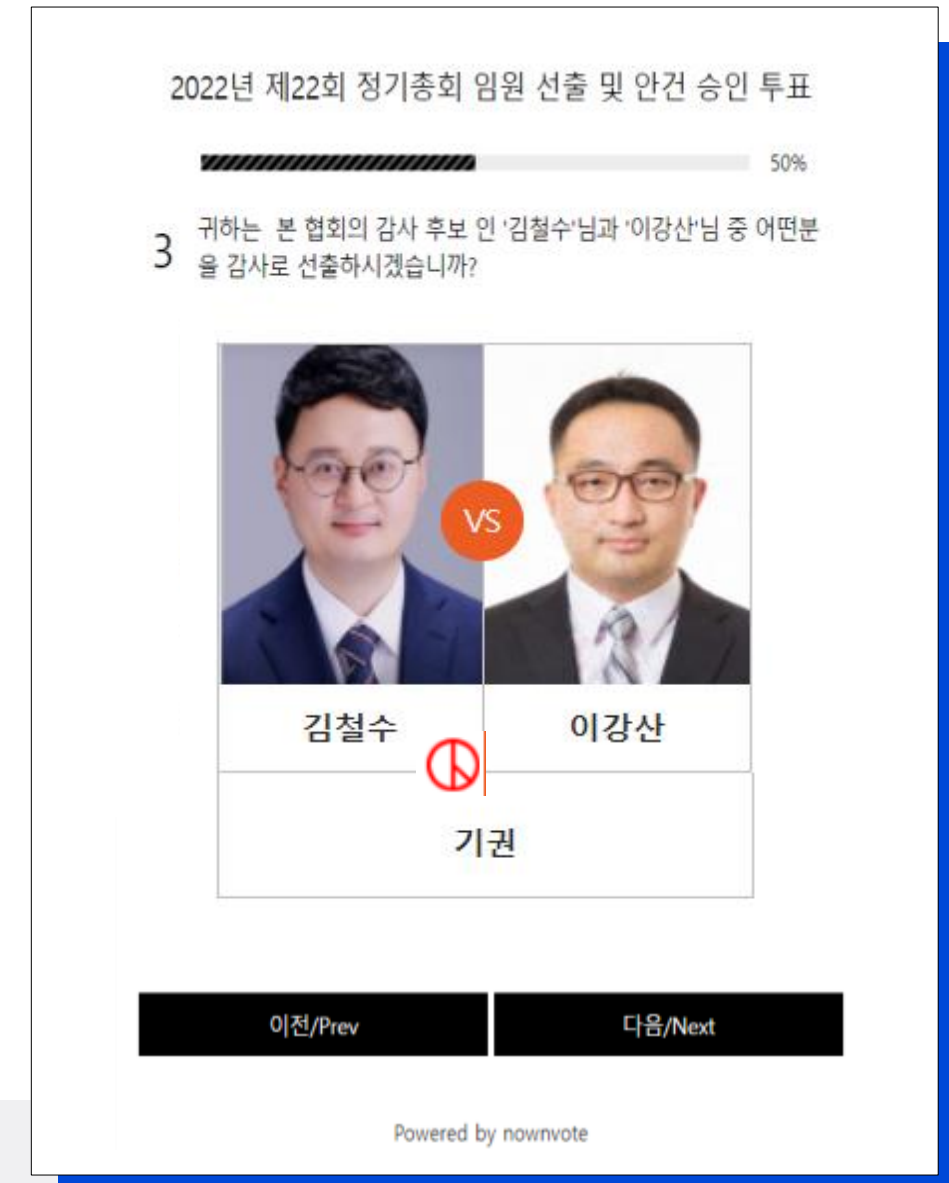 2022년 제22회 정기총회 임원 선출 및 안건 승인 투표
50%
3 귀하는 본 협회의 감사 후보 인 '김철수'님과 '이강산'님 중 어떤분
을 감사로 선출하시겠습니까?
VS
김철수 이강산
기권
이전/Prev 다음/Next
Powered by nownvote